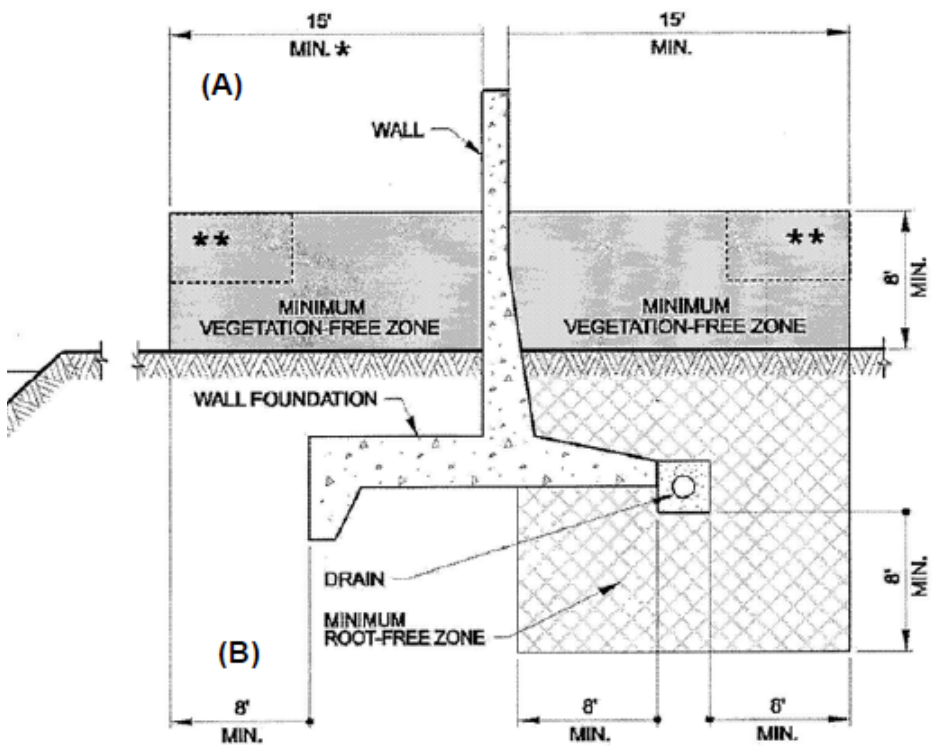 15'
MIN. *
15'
MIN.
(A)
WALL
**
**
MINIMUM
VEGETATION-FREE ZONE
MINIMUM
VEGETATION-FREE ZONE
8'
MIN.
WALL FOUNDATION
DRAIN
MINIMUM
ROOT-FREE ZONE
8'
MIN.
(B)
8'
MIN.
8'
MIN.
8'
MIN.